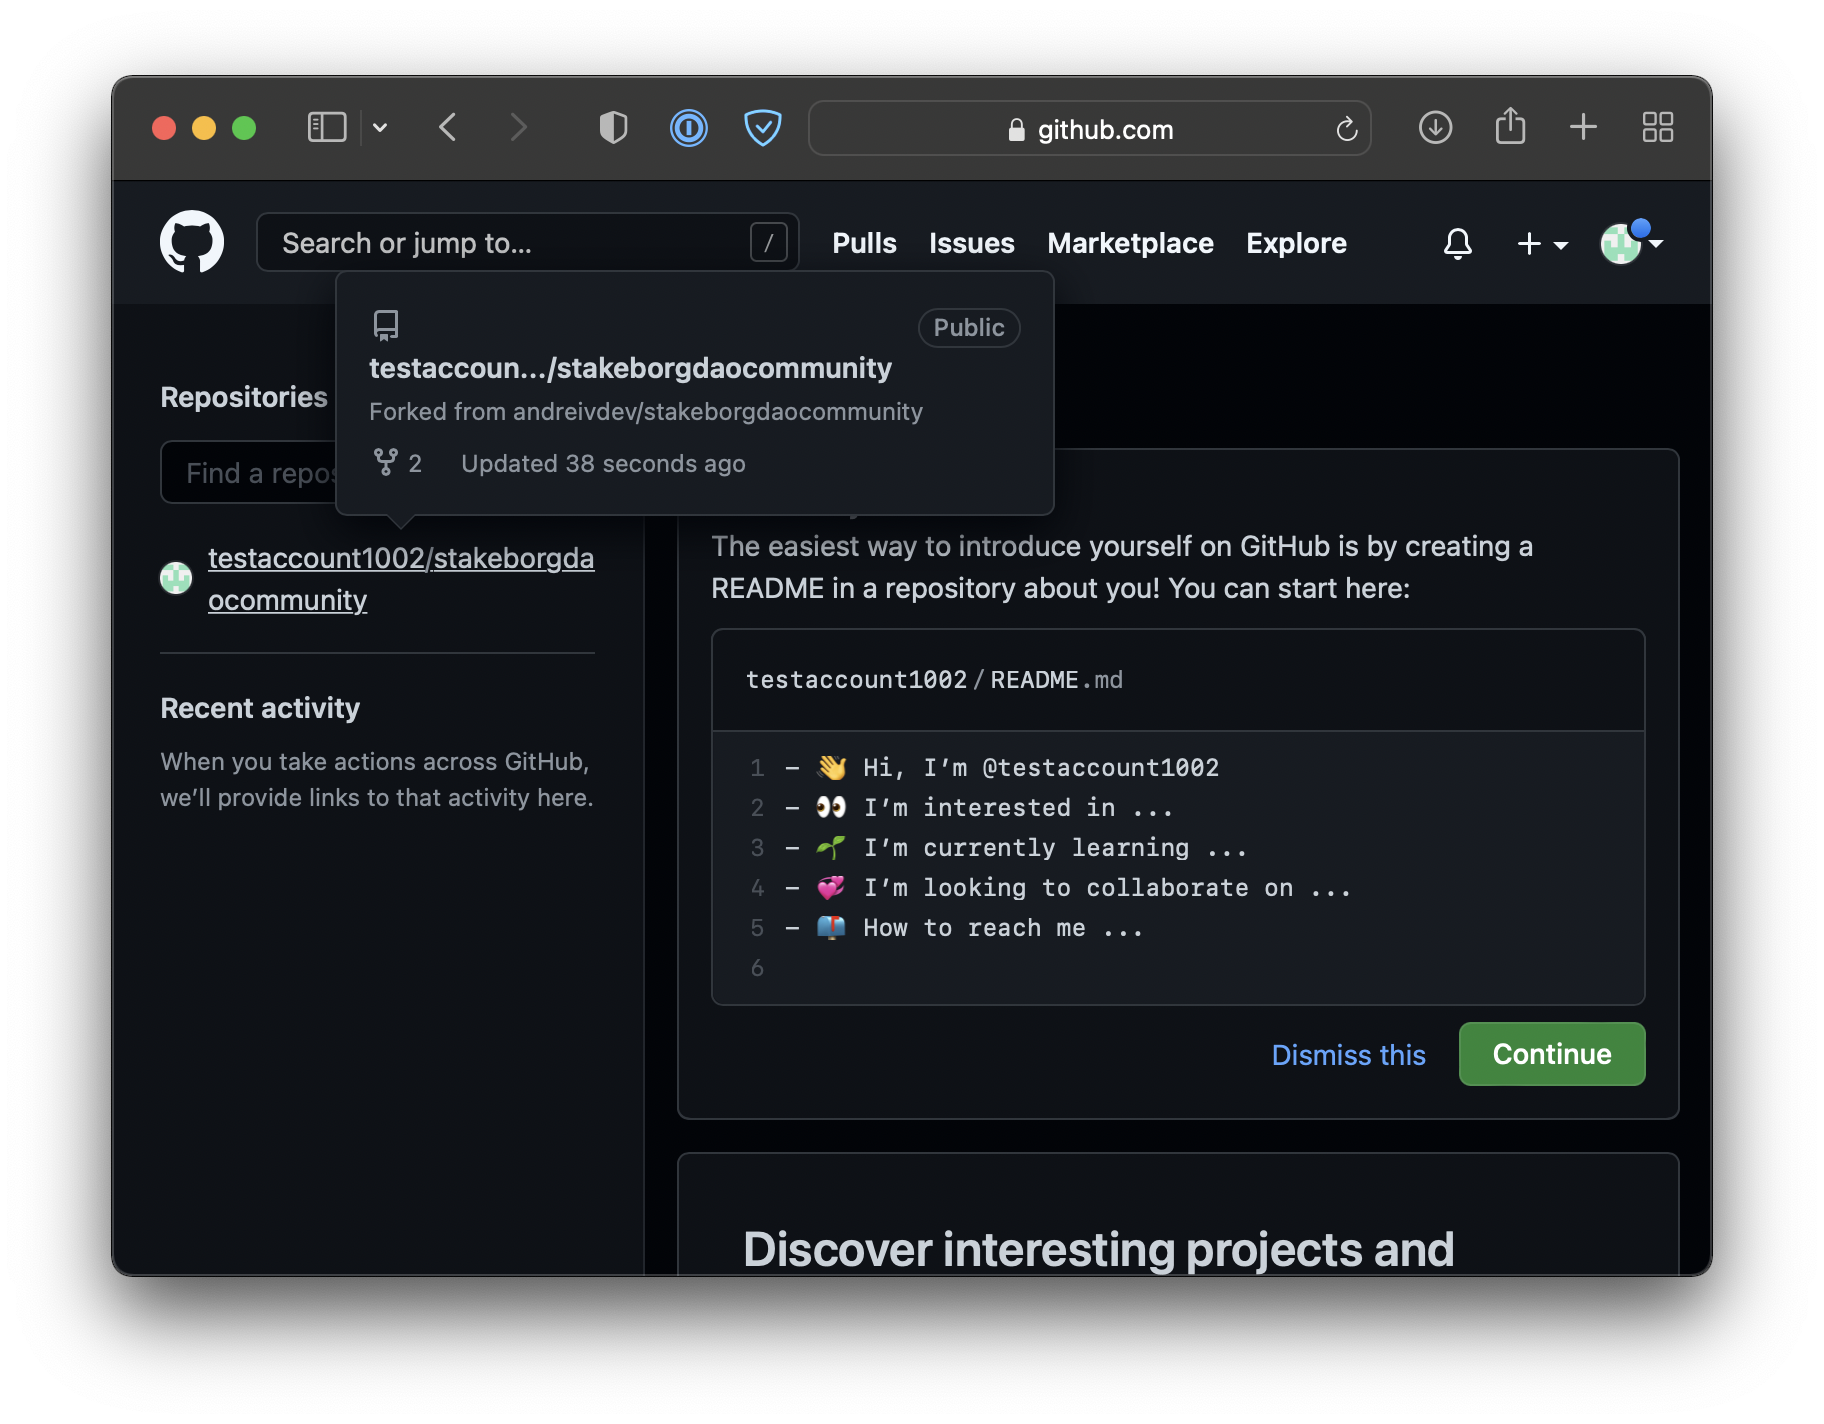 github.com
Search or jump to...
/
Pulls
Issues
Marketplace
Explore
Public
testaccoun.../stakeborgdaocommunity
Forked from andreivdev/stakeborgdaocommunity
2
Updated 38 seconds ago
Repositories
Find a repos
testaccount1002/stakeborgda
ocommunity
Recent activity
When you take actions across GitHub,
we’ll provide links to that activity here.
The easiest way to introduce yourself on GitHub is by creating a
README in a repository about you! You can start here:
testaccount1002/README.md
1 - 👋 Hi, I’m @testaccount1002
2 - 👀 I’m interested in ...
3 - 🌱 I’m currently learning ...
4 - 💞️ I’m looking to collaborate on ...
5 - 📫 How to reach me ...
6
Dismiss this
Continue
Discover interesting projects and